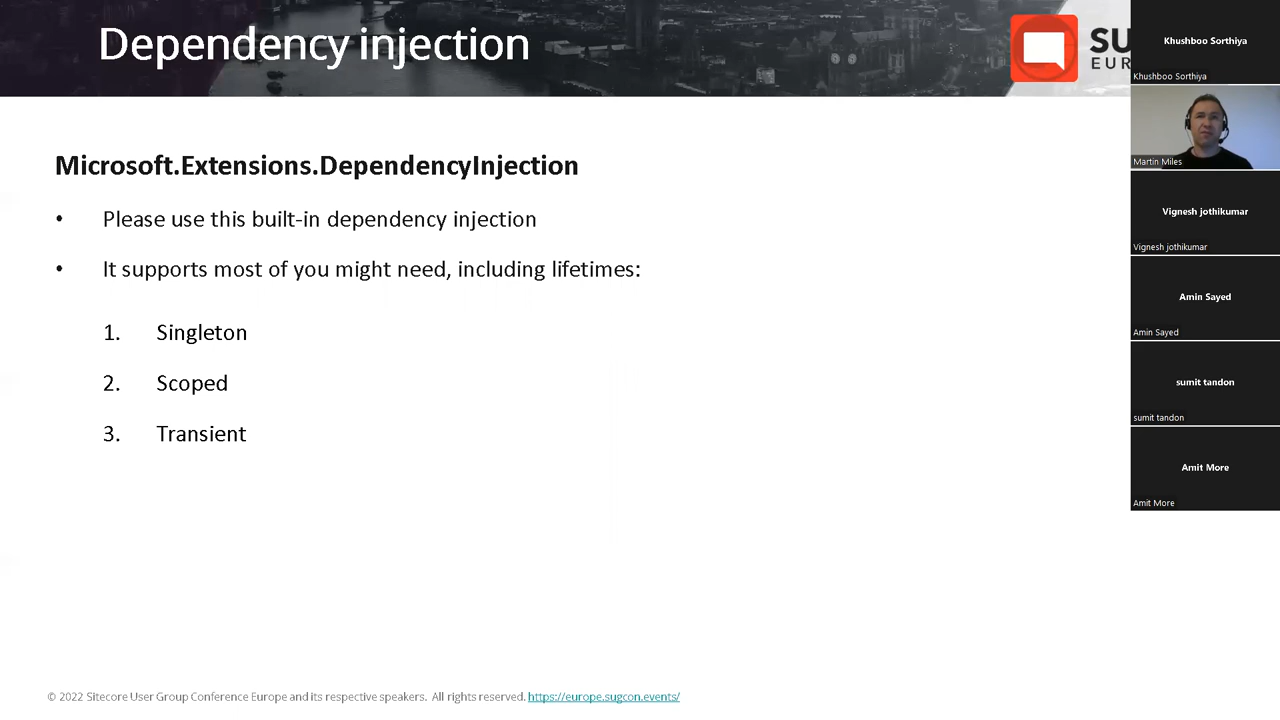 Dependency injection
SU
EUR
Microsoft.Extensions.DependencyInjection
• Please use this built-in dependency injection
• It supports most of you might need, including lifetimes:
1. Singleton
2. Scoped
3. Transient
© 2022 Sitecore User Group Conference Europe and its respective speakers. All rights reserved. https://europe.sugcon.events/
Khushboo Sorthiya
Khushboo Sorthiya
Martin Miles
Vignesh jothikumar
Vignesh jothikumar
Amin Sayed
Amin Sayed
sumit tandon
sumit tandon
Amit More
Amit More